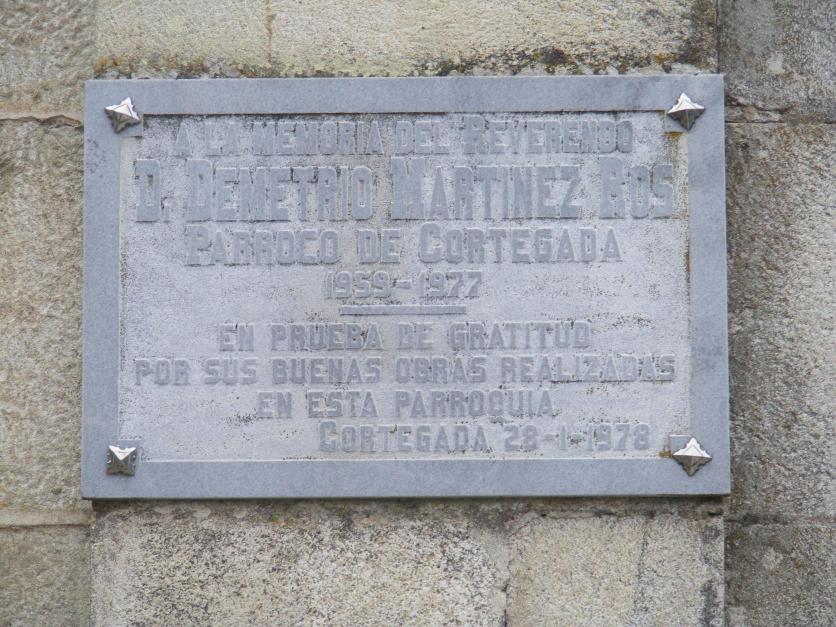 A LA MEMORIA DEL REVERENDO
D. DEMETRIO MARTINEZ ROS
PARROCO DE CORTEGADA
1959-1977
EN PRUEBA DE GRATITUD
POR SUS BUENAS OBRAS REALIZADAS
EN ESTA PARROQUIA
CORTEGADA 28-1-1978